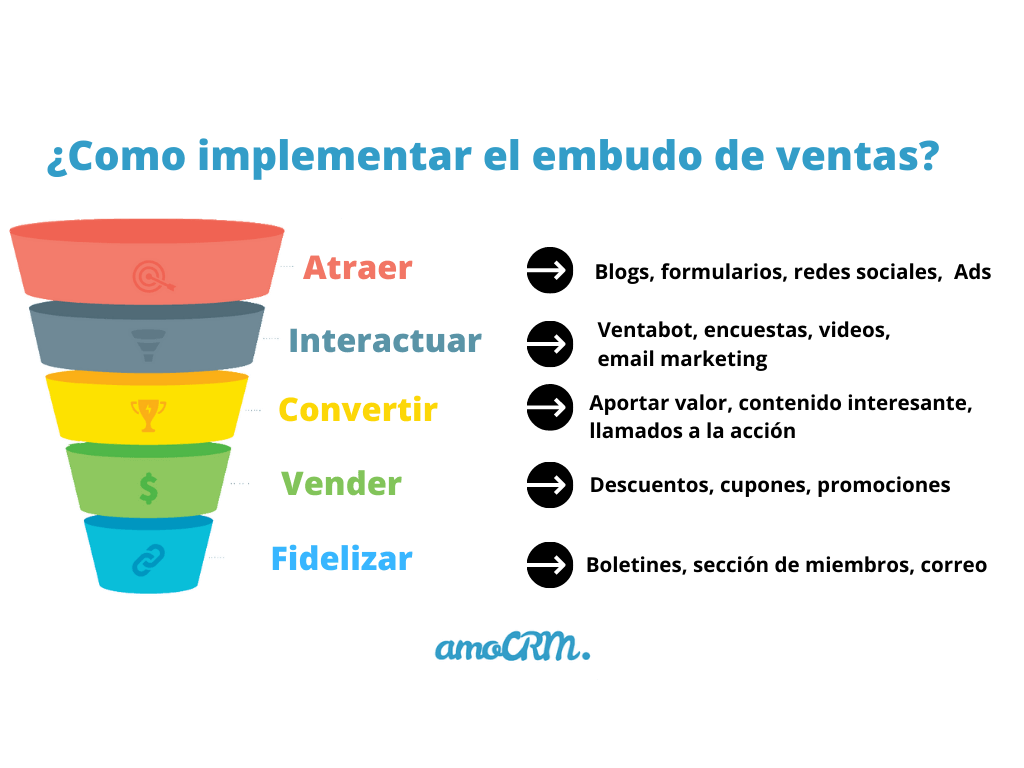 ¿Como implementar el embudo de ventas?
Atraer
Blogs, formularios, redes sociales, Ads
Interactuar
Ventabot, encuestas, videos,
email marketing
Convertir
Aportar valor, contenido interesante,
llamados a la acción
Vender
Descuentos, cupones, promociones
Fidelizar
Boletines, sección de miembros, correo
amoCRM.